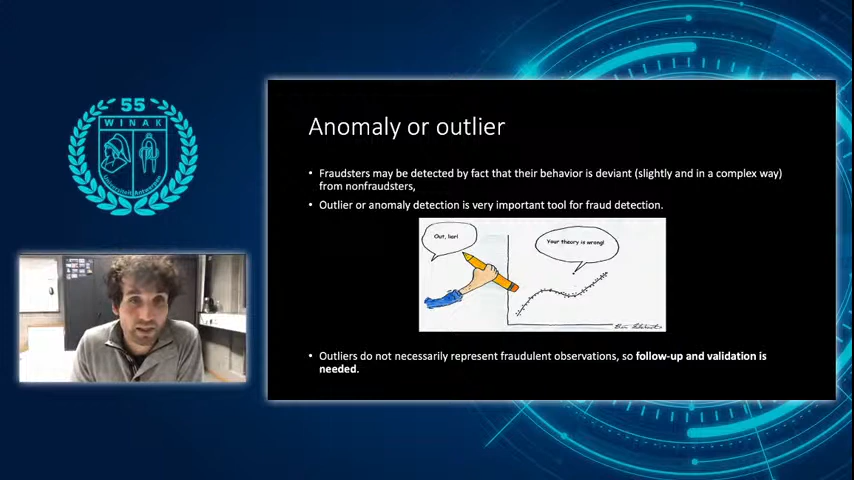 55
WINAK
Universiteit Antwerpen
Anomaly or outlier
• Fraudsters may be detected by fact that their behavior is deviant (slightly and in a complex way)
from nonfraudsters,
• Outlier or anomaly detection is very important tool for fraud detection.
Out, liar!
Your theory is wrong!
• Outliers do not necessarily represent fraudulent observations, so follow-up and validation is
needed.